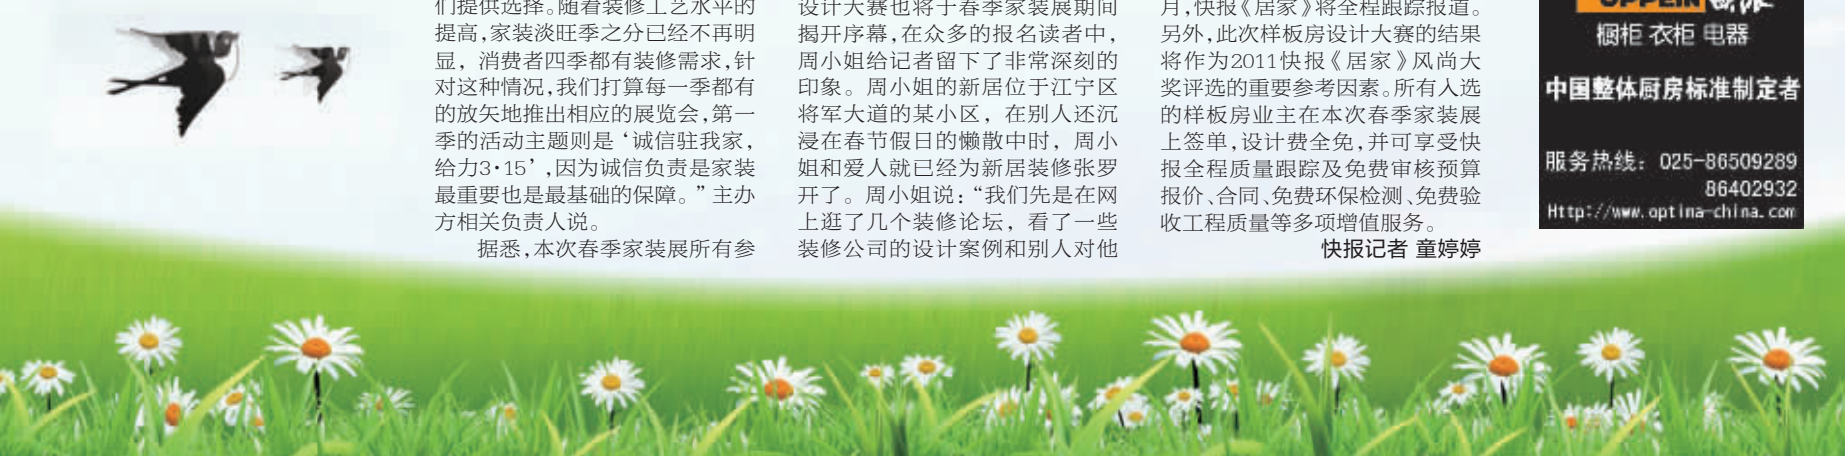 们提供选择。随着装修工艺水平的
提高,家装淡旺季之分已经不再明
显，消费者四季都有装修需求,针
对这种情况,我们打算每一季都有
的放矢地推出相应的展览会,第一
季的活动主题则是‘诚信驻我家,
给力3·15’,因为诚信负责是家装
最重要也是最基础的保障。”主办
方相关负责人说。
据悉,本次春季家装展所有参
设计大赛也将于春季家装展期间
揭开序幕,在众多的报名读者中,
周小姐给记者留下了非常深刻的
印象。周小姐的新居位于江宁区
将军大道的某小区，在别人还沉
浸在春节假日的懒散中时，周小
姐和爱人就已经为新居装修张罗
开了。周小姐说：“我们先是在网
上逛了几个装修论坛，看了一些
装修公司的设计案例和别人对他
月,快报《居家》将全程跟踪报道。
另外,此次样板房设计大赛的结果
将作为2011快报《居家》风尚大
奖评选的重要参考因素。所有入选
的样板房业主在本次春季家装展
上签单,设计费全免,并可享受快
报全程质量跟踪及免费审核预算
报价、合同、免费环保检测、免费验
收工程质量等多项增值服务。
快报记者 童婷婷
OPPEIN
橱柜 衣柜 电器
中国整体厨房标准制定者
服务热线：025-86509289
86402932
Http://www.optima-china.com